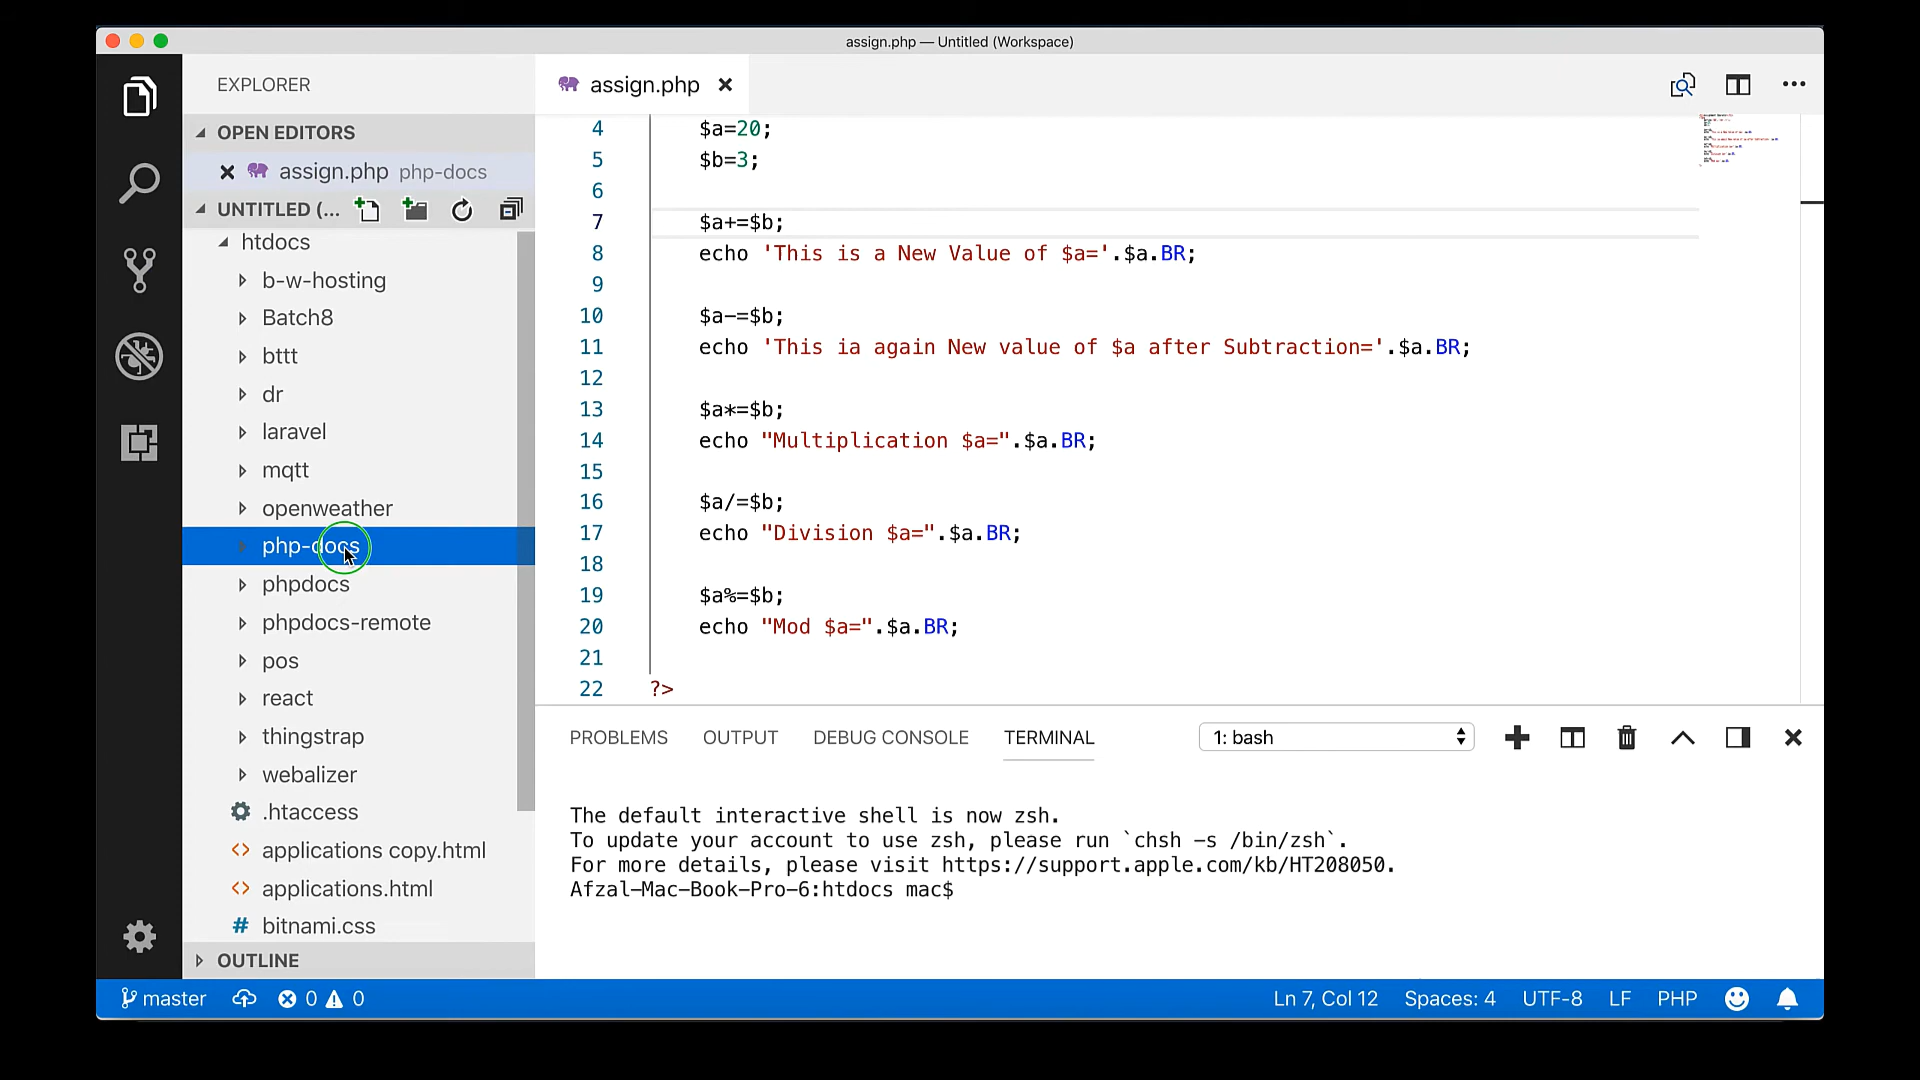 assign.php — Untitled (Workspace)
EXPLORER
OPEN EDITORS
assign.php php-docs
UNTITLED (...
htdocs
b-w-hosting
Batch8
bttt
dr
laravel
mqtt
openweather
php-docs
phpdocs
phpdocs-remote
pos
react
thingstrap
webalizer
.htaccess
<> applications copy.html
<> applications.html
# bitnami.css
OUTLINE
assign.php
4 $a=20;
5 $b=3;
6
7 $a+=$b;
8 echo 'This is a New Value of $a='.$a.BR;
9
10 $a-=$b;
11 echo 'This ia again New value of $a after Subtraction='.$a.BR;
12
13 $a*=$b;
14 echo "Multiplication $a=".$a.BR;
15
16 $a/=$b;
17 echo "Division $a=".$a.BR;
18
19 $a%=$b;
20 echo "Mod $a=".$a.BR;
21
22 ?>
PROBLEMS OUTPUT DEBUG CONSOLE TERMINAL 1: bash
The default interactive shell is now zsh.
To update your account to use zsh, please run `chsh -s /bin/zsh`.
For more details, please visit https://support.apple.com/kb/HT208050.
Afzal-Mac-Book-Pro-6:htdocs mac$
master 0 0 Ln 7, Col 12 Spaces: 4 UTF-8 LF PHP